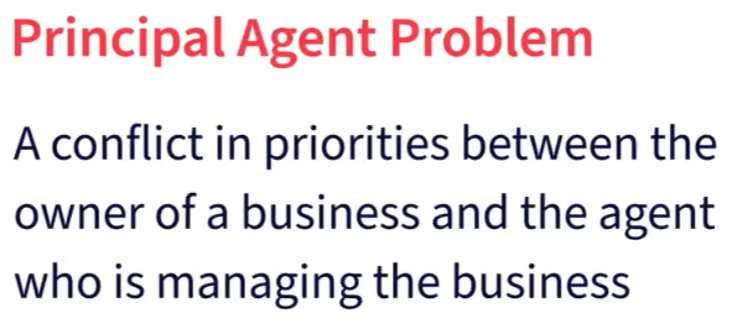 Principal Agent Problem
A conflict in priorities between the
owner of a business and the agent
who is managing the business